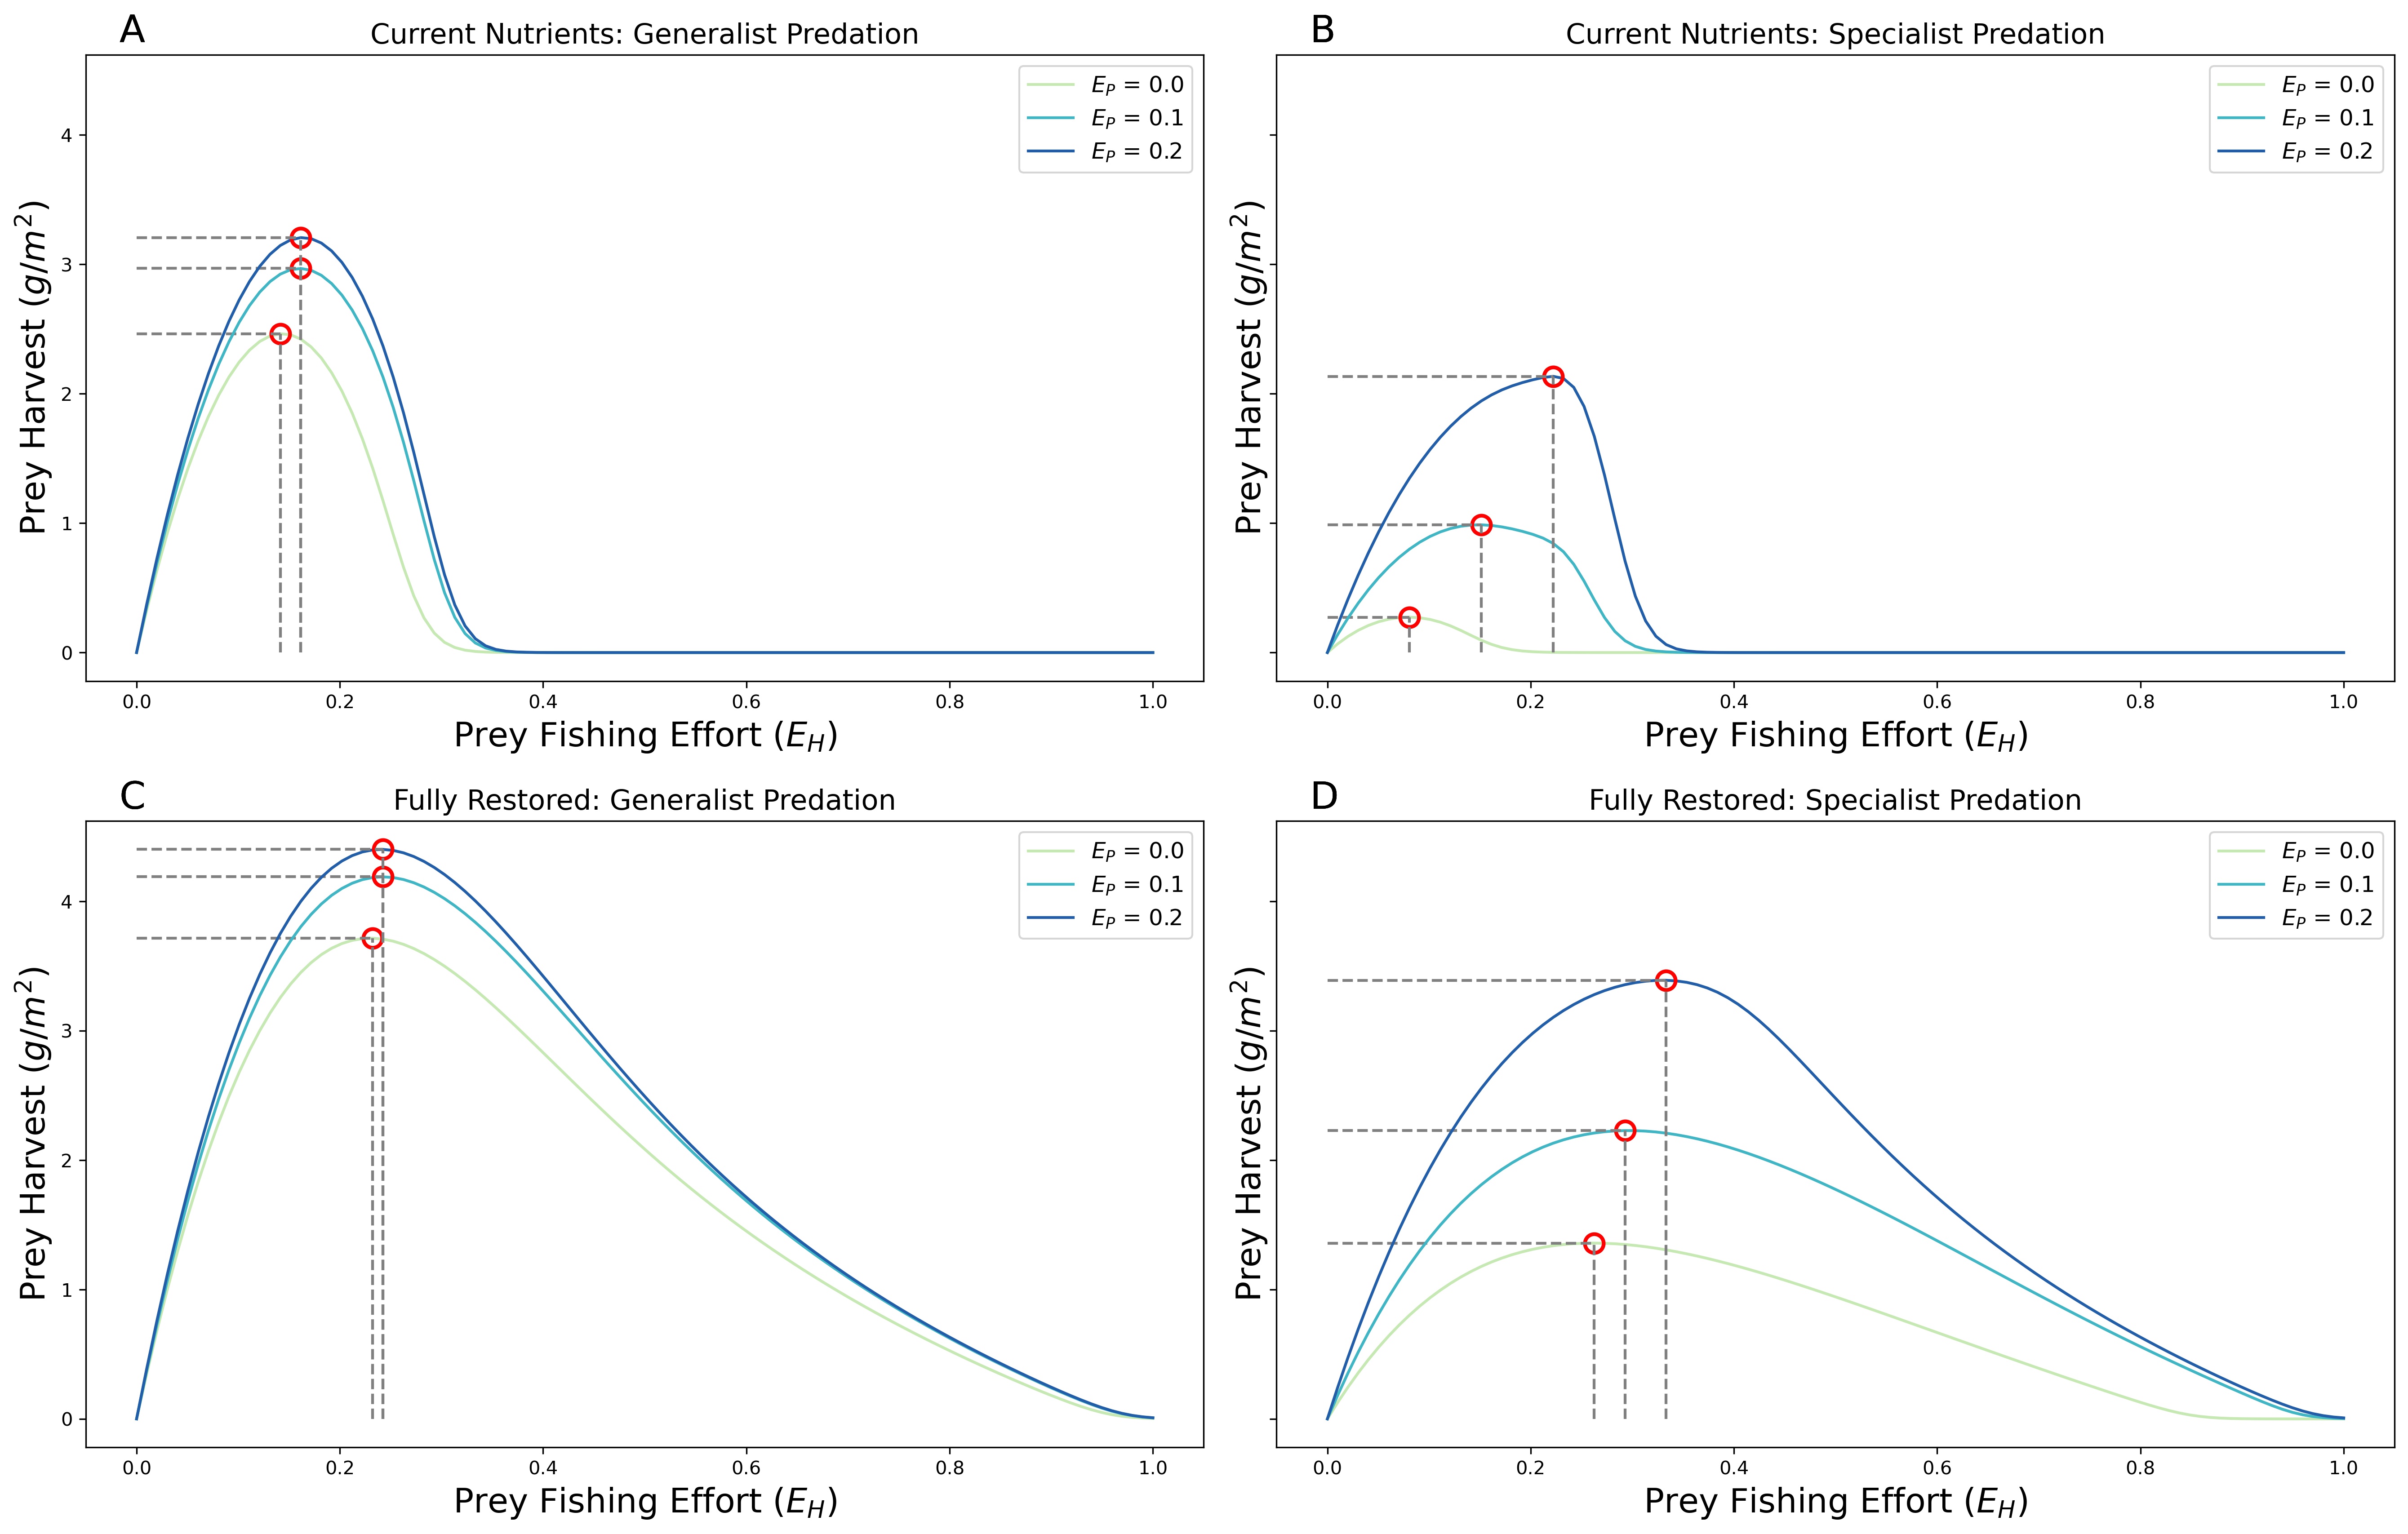 A
Current Nutrients: Generalist Predation
E_P = 0.0
E_P = 0.1
E_P = 0.2
Prey Harvest (g/m²)
4
3
2
1
0
0.0 0.2 0.4 0.6 0.8 1.0
Prey Fishing Effort (E_H)
B
Current Nutrients: Specialist Predation
E_P = 0.0
E_P = 0.1
E_P = 0.2
Prey Harvest (g/m²)
0.0 0.2 0.4 0.6 0.8 1.0
Prey Fishing Effort (E_H)
C
Fully Restored: Generalist Predation
E_P = 0.0
E_P = 0.1
E_P = 0.2
Prey Harvest (g/m²)
4
3
2
1
0
0.0 0.2 0.4 0.6 0.8 1.0
Prey Fishing Effort (E_H)
D
Fully Restored: Specialist Predation
E_P = 0.0
E_P = 0.1
E_P = 0.2
Prey Harvest (g/m²)
0.0 0.2 0.4 0.6 0.8 1.0
Prey Fishing Effort (E_H)